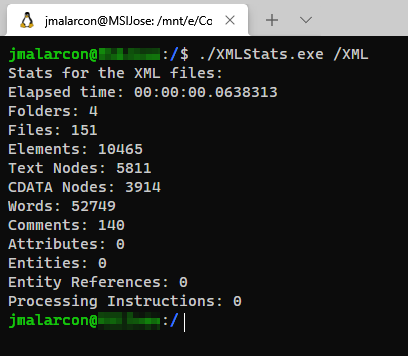 jmalarcon@MSIJose: /mnt/e/Co
jmalarcon@ :/$ ./XMLStats.exe /XML
Stats for the XML files:
Elapsed time: 00:00:00.0638313
Folders: 4
Files: 151
Elements: 10465
Text Nodes: 5811
CDATA Nodes: 3914
Words: 52749
Comments: 140
Attributes: 0
Entities: 0
Entity References: 0
Processing Instructions: 0
jmalarcon@ :/